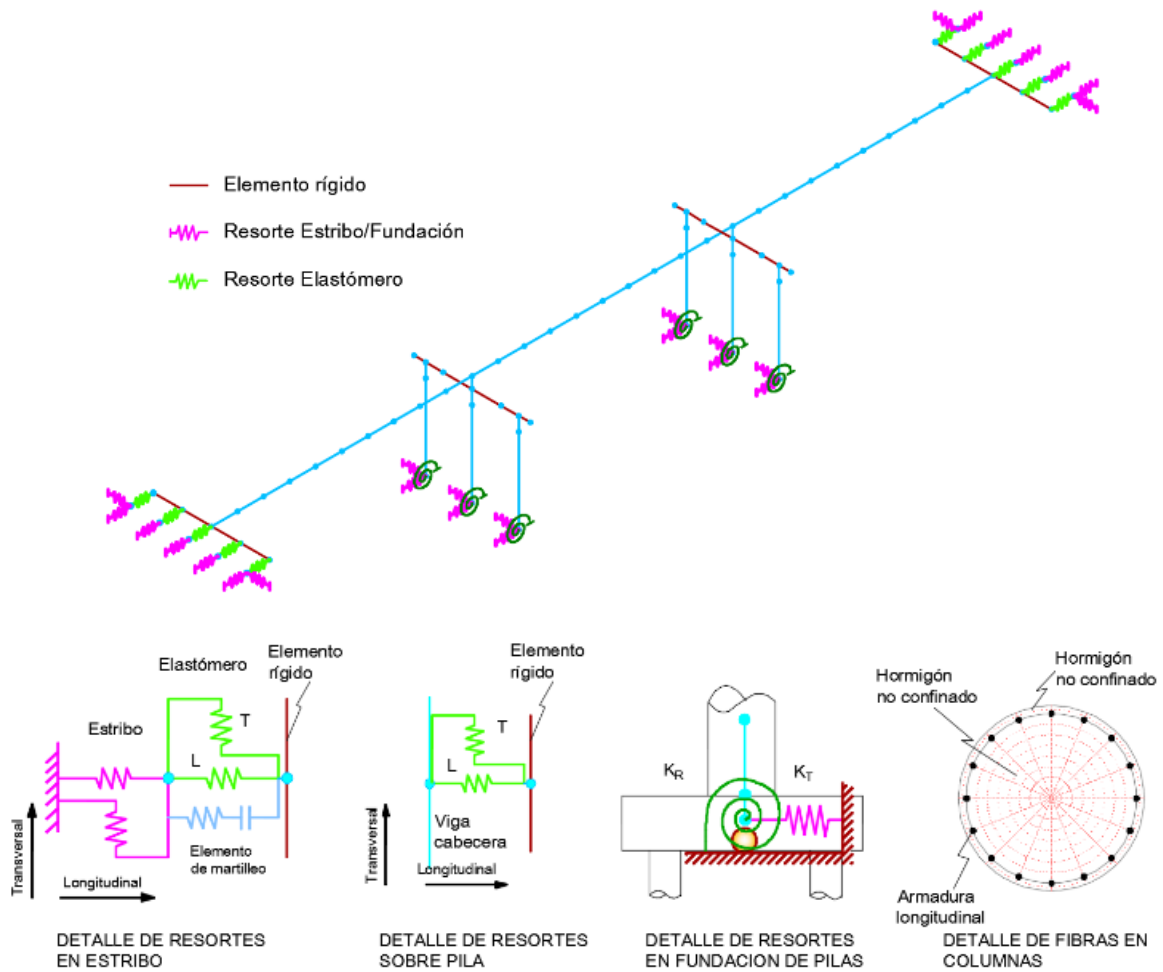 Elemento rígido
Resorte Estribo/Fundación
Resorte Elastómero
Estribo
Elastómero
Elemento
rígido
T
L
Elemento
de martilleo
Transversal
Longitudinal
DETALLE DE RESORTES
EN ESTRIBO
Elemento
rígido
T
L
Viga
cabecera
Transversal
Longitudinal
DETALLE DE RESORTES
SOBRE PILA
KR
KT
DETALLE DE RESORTES
EN FUNDACION DE PILAS
Hormigón
no confinado
Hormigón
no confinado
Armadura
longitudinal
DETALLE DE FIBRAS EN
COLUMNAS